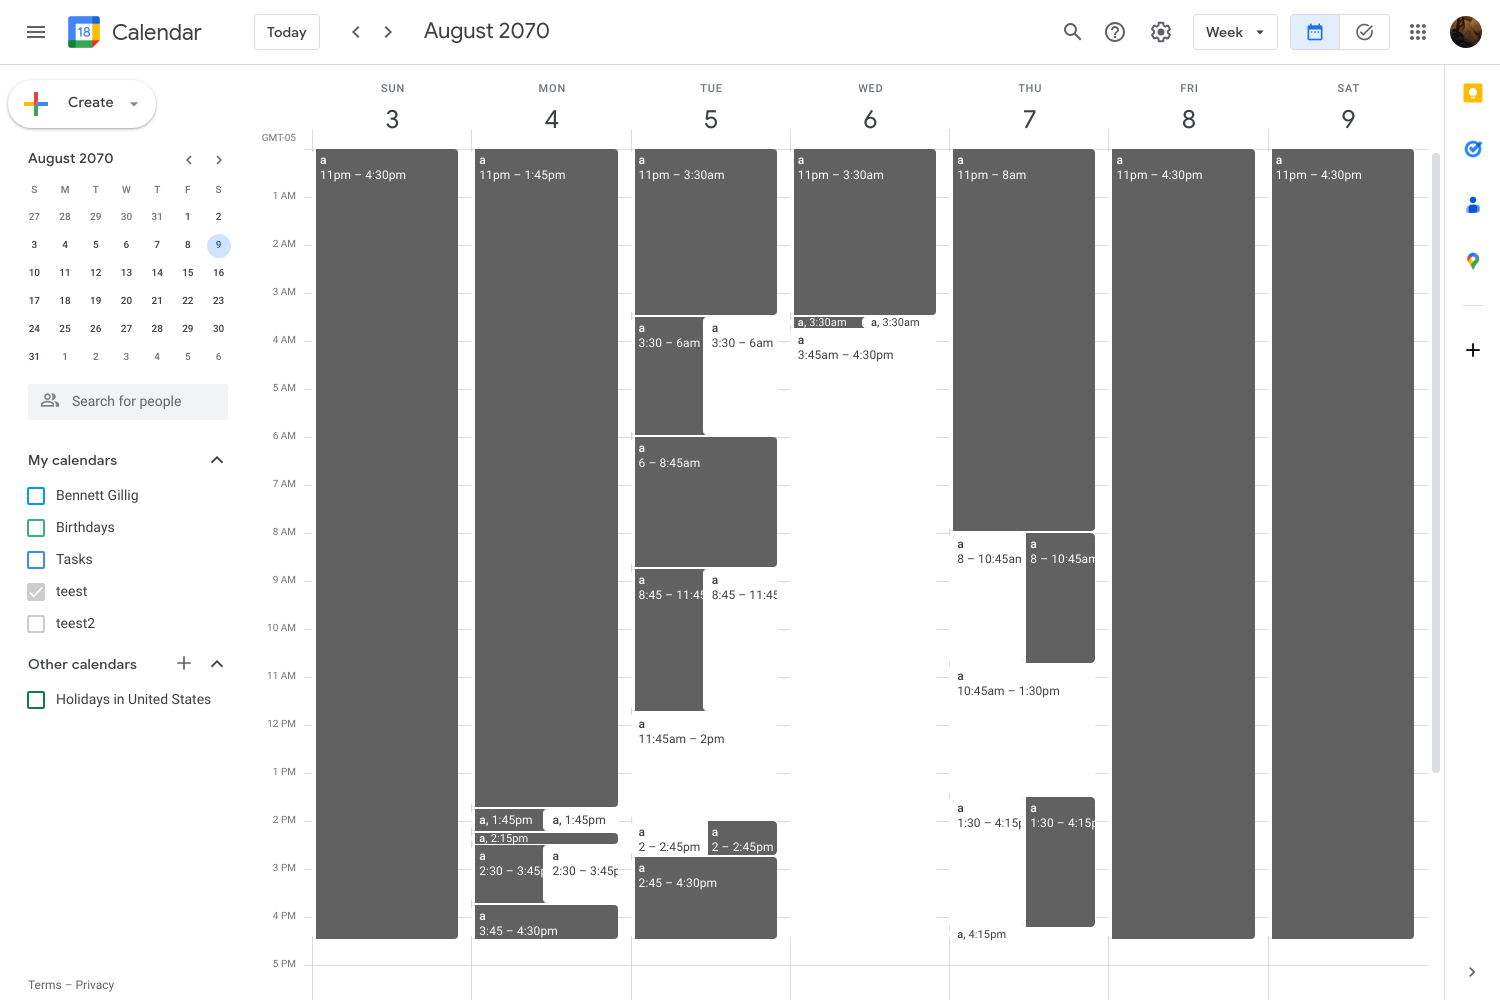 18 Calendar
Today
August 2070
Week
Create
August 2070
S M T W T F S
27 28 29 30 31 1 2
3 4 5 6 7 8 9
10 11 12 13 14 15 16
17 18 19 20 21 22 23
24 25 26 27 28 29 30
31 1 2 3 4 5 6
Search for people
My calendars
Bennett Gillig
Birthdays
Tasks
teest
teest2
Other calendars
Holidays in United States
Terms – Privacy
GMT-05
1 AM
2 AM
3 AM
4 AM
5 AM
6 AM
7 AM
8 AM
9 AM
10 AM
11 AM
12 PM
1 PM
2 PM
3 PM
4 PM
5 PM
SUN
3
a
11pm – 4:30pm
MON
4
a
11pm – 1:45pm
a, 1:45pm
a, 1:45pm
a, 2:15pm
a
2:30 – 3:45p
a
2:30 – 3:45p
a
3:45 – 4:30pm
TUE
5
a
11pm – 3:30am
a
3:30 – 6am
a
3:30 – 6am
a
6 – 8:45am
a
8:45 – 11:45
a
8:45 – 11:45
a
11:45am – 2pm
a
2 – 2:45pm
a
2 – 2:45pm
a
2:45 – 4:30pm
WED
6
a
11pm – 3:30am
a, 3:30am
a, 3:30am
a
3:45am – 4:30pm
THU
7
a
11pm – 8am
a
8 – 10:45am
a
8 – 10:45am
a
10:45am – 1:30pm
a
1:30 – 4:15p
a
1:30 – 4:15p
a, 4:15pm
FRI
8
a
11pm – 4:30pm
SAT
9
a
11pm – 4:30pm